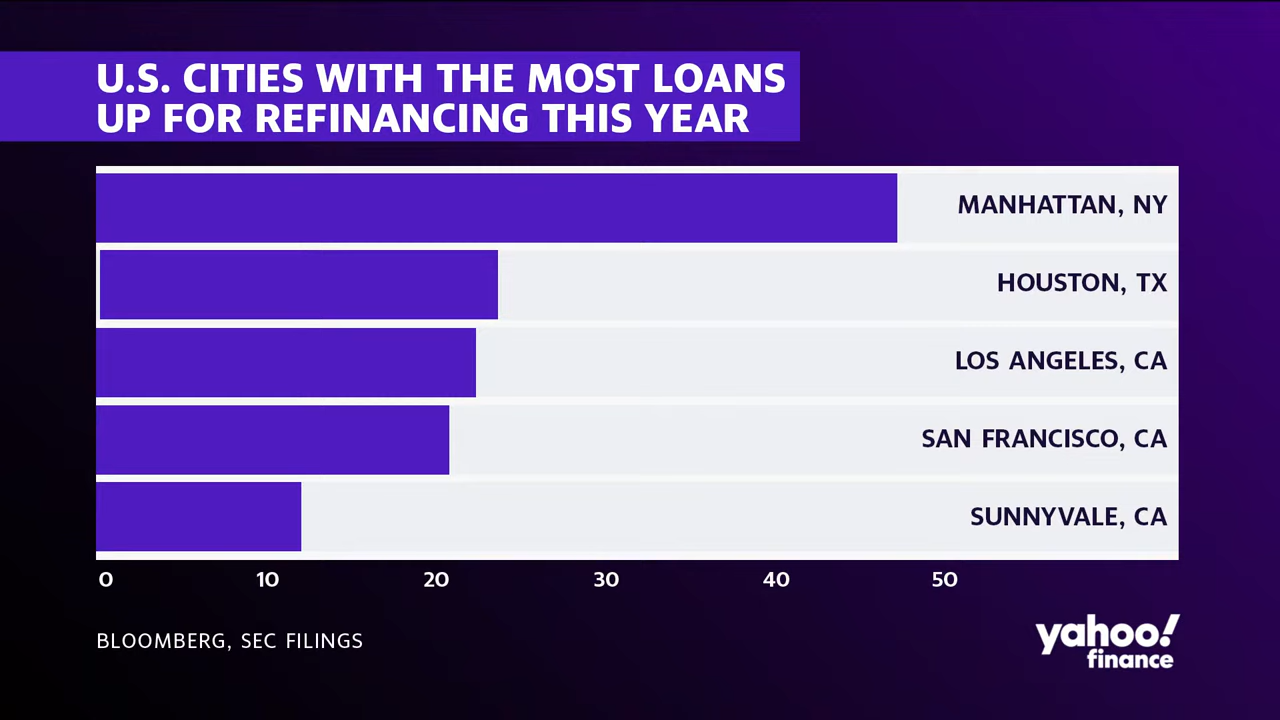 U.S. CITIES WITH THE MOST LOANS
UP FOR REFINANCING THIS YEAR
MANHATTAN, NY
HOUSTON, TX
LOS ANGELES, CA
SAN FRANCISCO, CA
SUNNYVALE, CA
0 10 20 30 40 50
BLOOMBERG, SEC FILINGS
yahoo!
finance